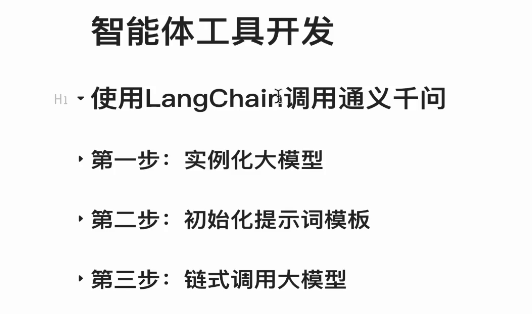 智能体工具开发
H1
使用LangChain调用通义千问
第一步：实例化大模型
第二步：初始化提示词模板
第三步：链式调用大模型